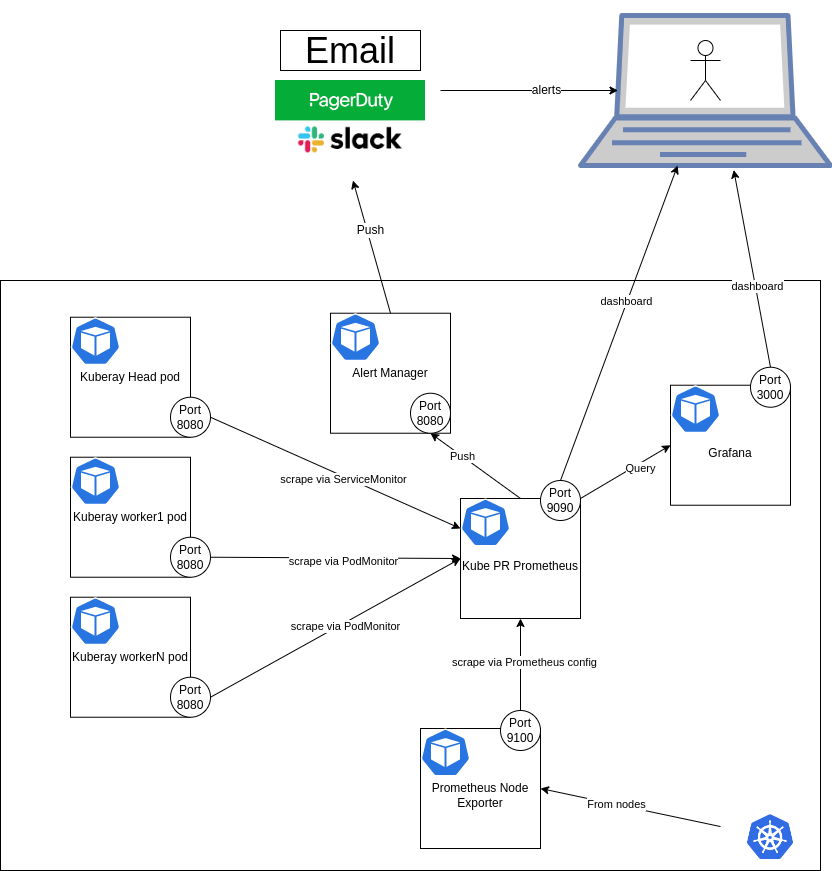 Email
PagerDuty
slack
alerts
Push
dashboard
dashboard
Kuberay Head pod
Port
8080
Alert Manager
Port
8080
Port
3000
Grafana
Push
Query
scrape via ServiceMonitor
Kuberay worker1 pod
Port
8080
scrape via PodMonitor
Port
9090
Kube PR Prometheus
Kuberay workerN pod
Port
8080
scrape via PodMonitor
scrape via Prometheus config
Port
9100
Prometheus Node
Exporter
From nodes